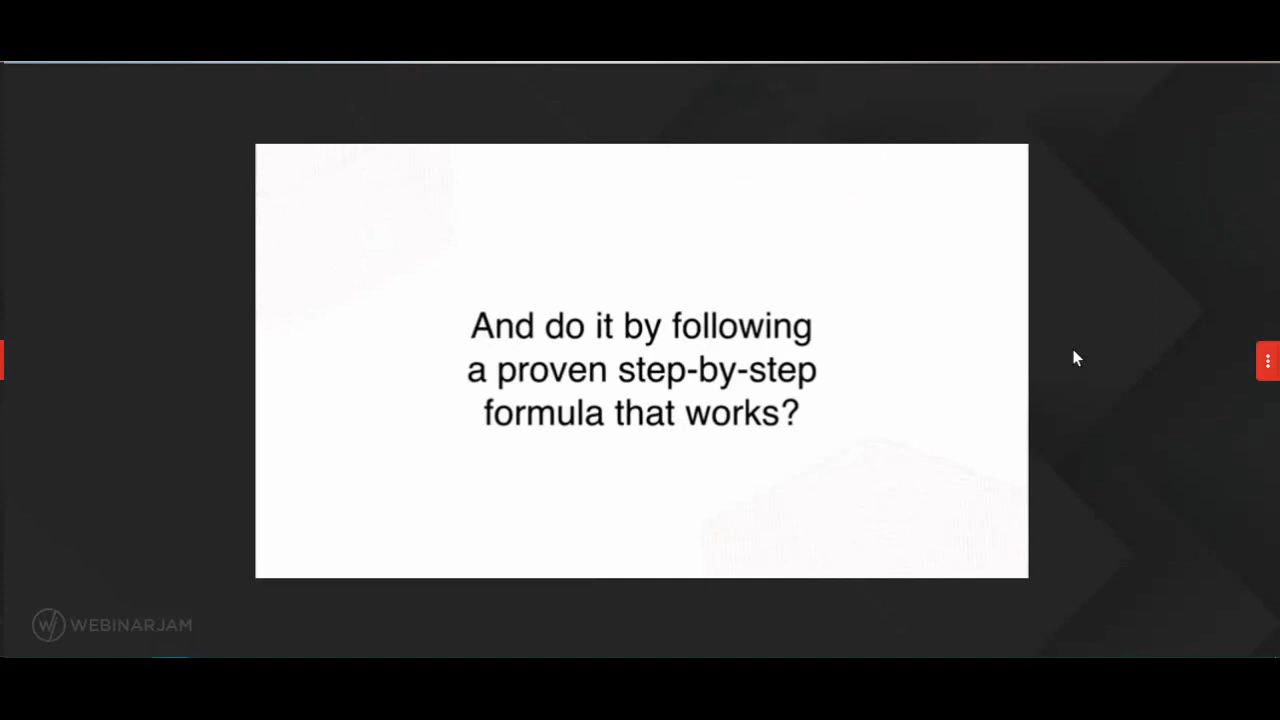 And do it by following
a proven step-by-step
formula that works?
WEBINARJAM